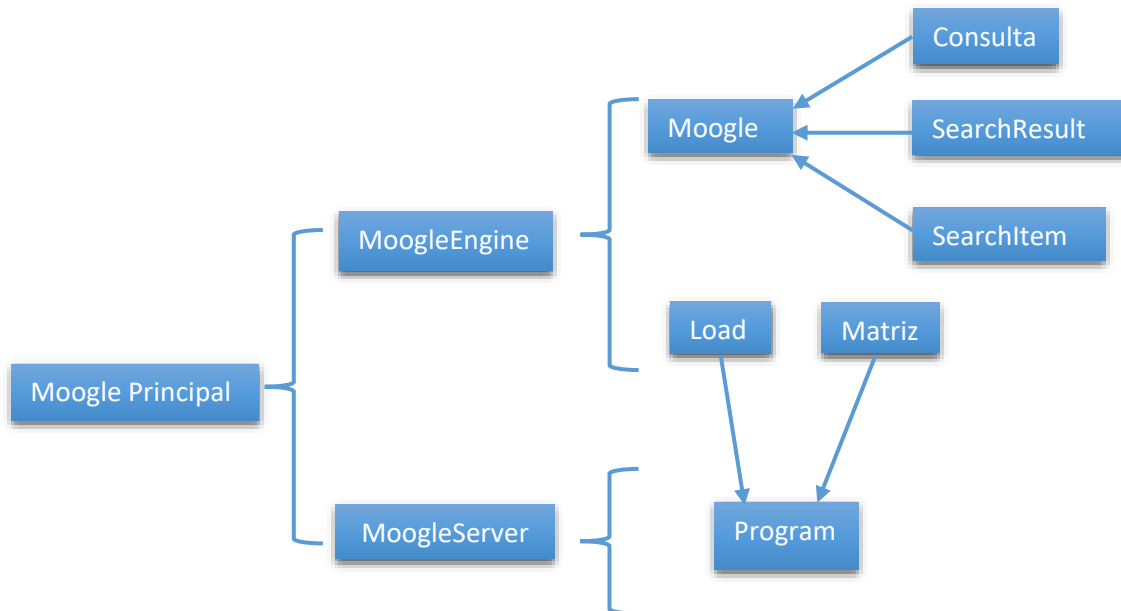 Consulta
Moogle
SearchResult
MoogleEngine
SearchItem
Load
Matriz
Moogle Principal
MoogleServer
Program